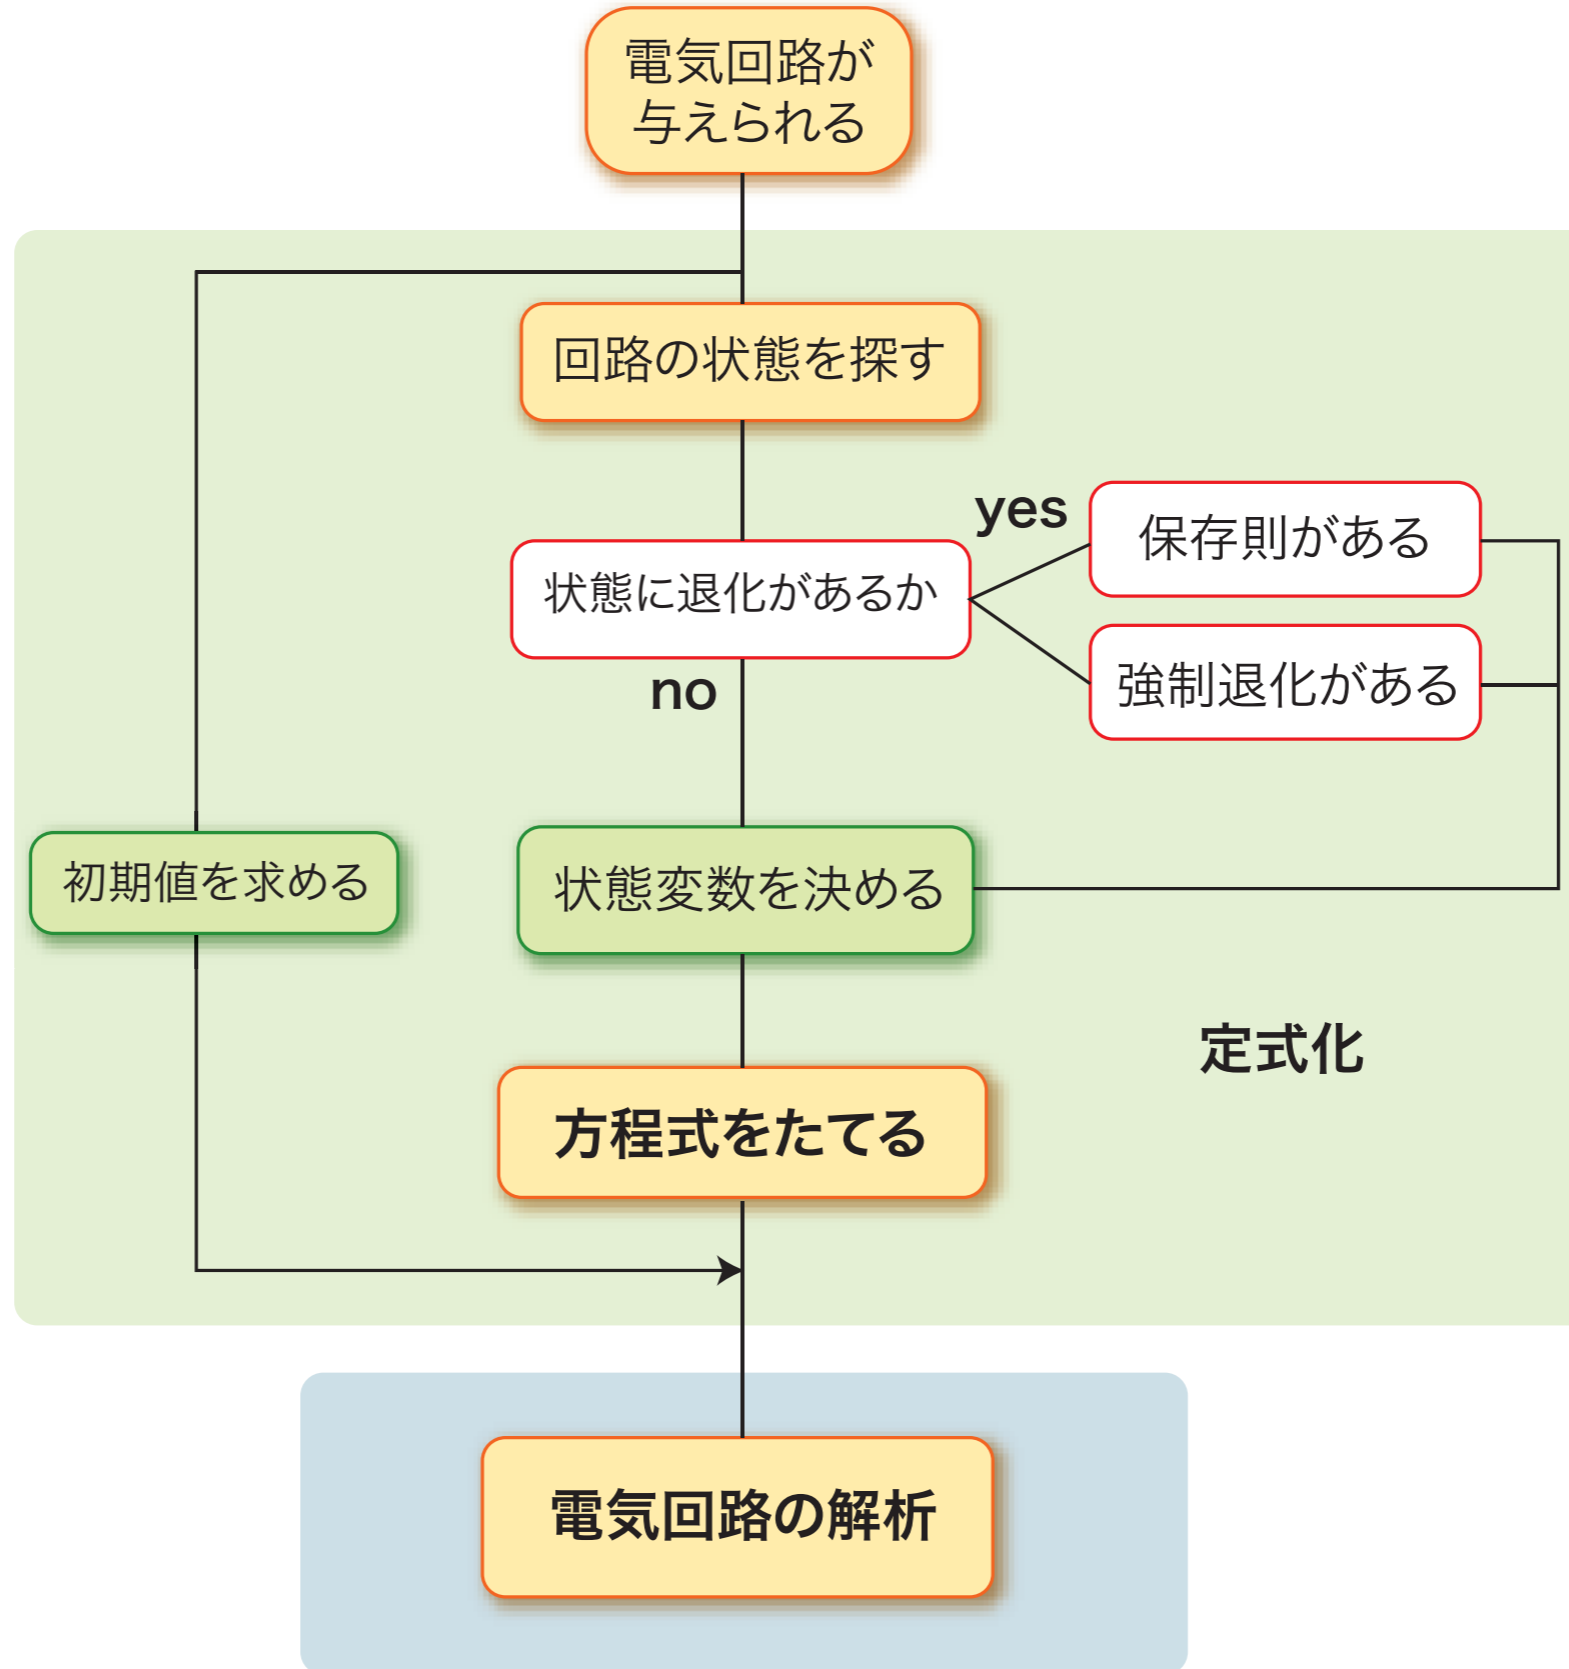 電気回路が
与えられる
回路の状態を探す
yes
保存則がある
状態に退化があるか
強制退化がある
no
初期値を求める
状態変数を決める
定式化
方程式をたてる
電気回路の解析